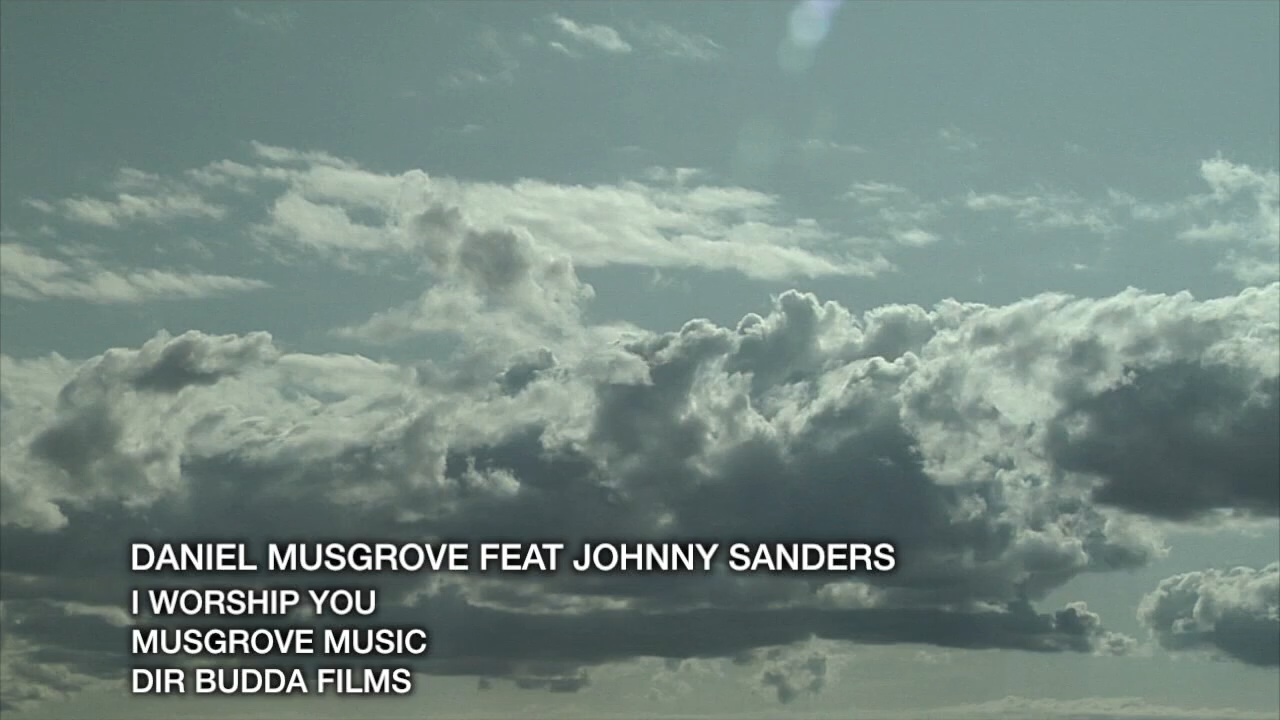 DANIEL MUSGROVE FEAT JOHNNY SANDERS
I WORSHIP YOU
MUSGROVE MUSIC
DIR BUDDA FILMS